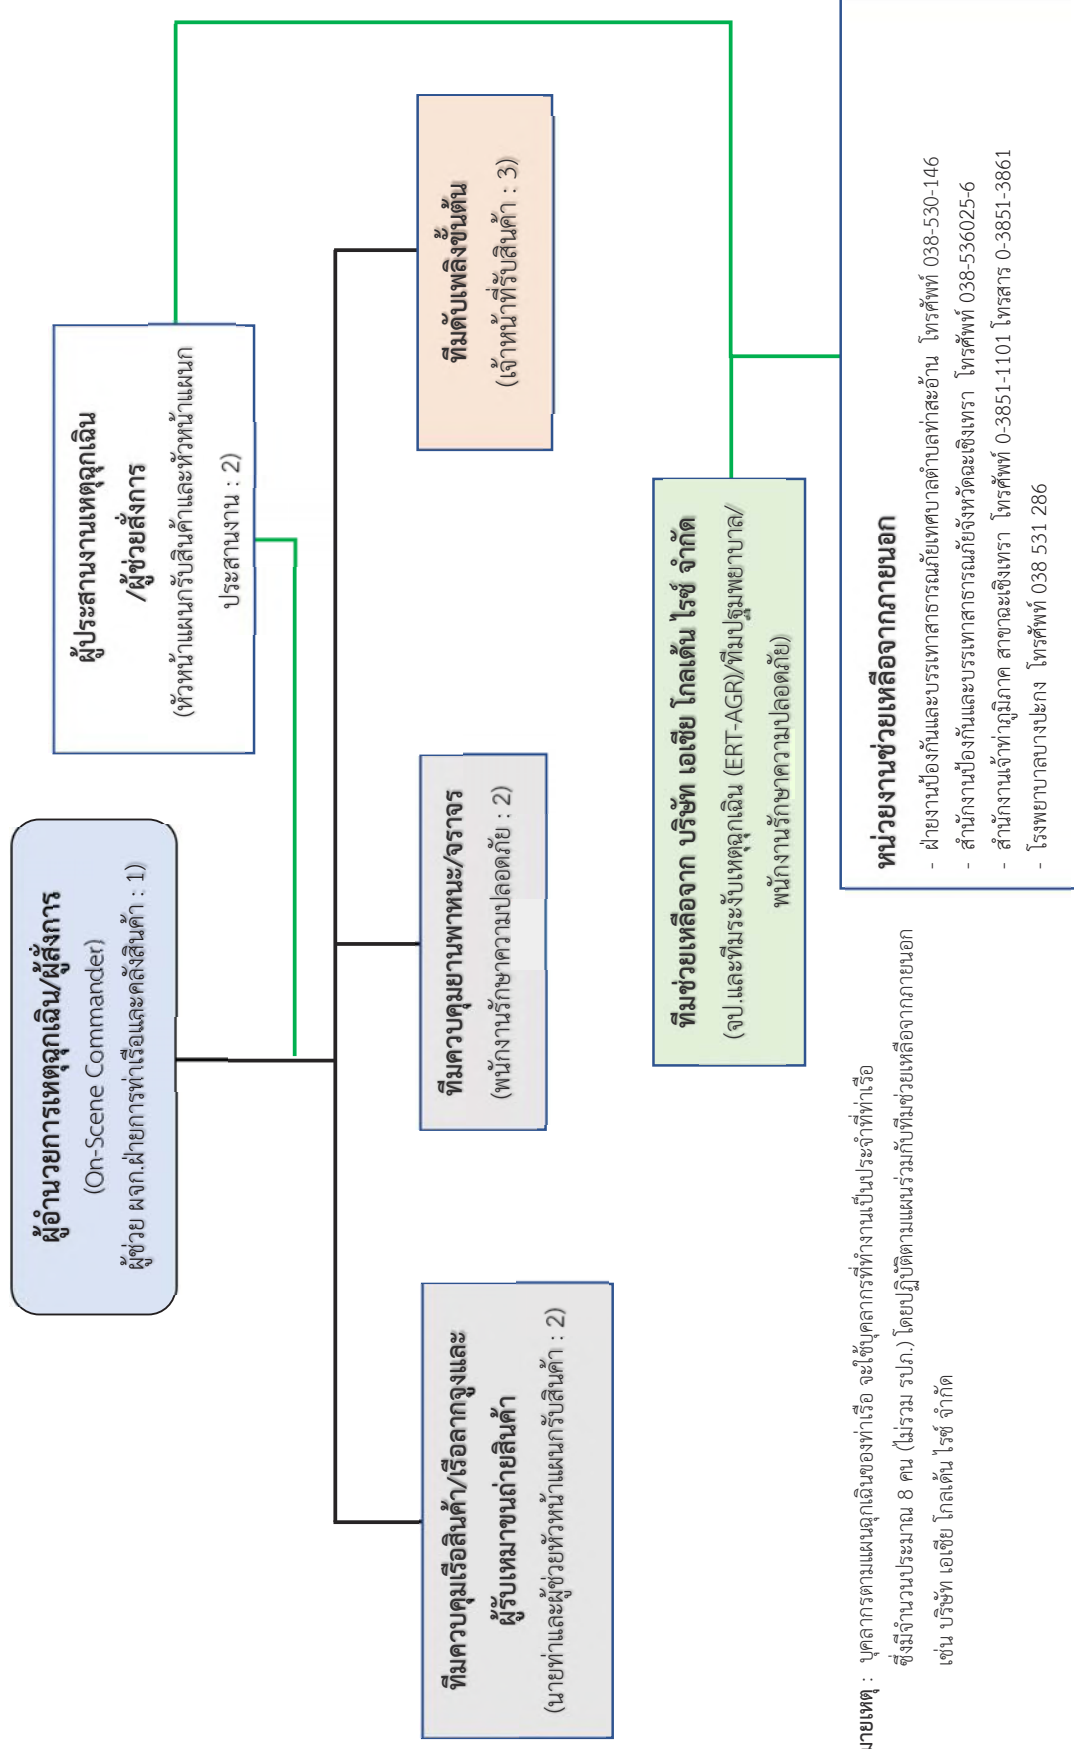 ผู้อำนวยการเหตุฉุกเฉิน/ผู้สั่งการ
(On-Scene Commander)
ผู้ช่วย ผจก.ฝ่ายการท่าเรือและคลังสินค้า : 1)
ผู้ประสานงานเหตุฉุกเฉิน
/ผู้ช่วยสั่งการ
(หัวหน้าแผนกรับสินค้าและหัวหน้าแผนก
ประสานงาน : 2)
ทีมควบคุมเรือสินค้า/เรือลากจูงและ
ผู้รับเหมาขนถ่ายสินค้า
(นายท่าและผู้ช่วยหัวหน้าแผนกรับสินค้า : 2)
ทีมควบคุมยานพาหนะ/จราจร
(พนักงานรักษาความปลอดภัย : 2)
ทีมดับเพลิงขั้นต้น
(เจ้าหน้าที่รับสินค้า : 3)
ทีมช่วยเหลือจาก บริษัท เอเซีย โกลเด้น ไรซ์ จำกัด
(จป.และทีมระงับเหตุฉุกเฉิน (ERT-AGR)/ทีมปฐมพยาบาล/
พนักงานรักษาความปลอดภัย)
หน่วยงานช่วยเหลือจากภายนอก
- ฝ่ายงานป้องกันและบรรเทาสาธารณภัยเทศบาลตำบลท่าสะอ้าน โทรศัพท์ 038-530-146
- สำนักงานป้องกันและบรรเทาสาธารณภัยจังหวัดฉะเชิงเทรา โทรศัพท์ 038-536025-6
- สำนักงานเจ้าท่าภูมิภาค สาขาฉะเชิงเทรา โทรศัพท์ 0-3851-1101 โทรสาร 0-3851-3861
- โรงพยาบาลบางปะกง โทรศัพท์ 038 531 286
มายเหตุ : บุคลากรตามแผนฉุกเฉินของท่าเรือ จะใช้บุคลากรที่ทำงานเป็นประจำที่ท่าเรือ
ซึ่งมีจำนวนประมาณ 8 คน (ไม่รวม รปภ.) โดยปฏิบัติตามแผนร่วมกับทีมช่วยเหลือจากภายนอก
เช่น บริษัท เอเซีย โกลเด้น ไรซ์ จำกัด